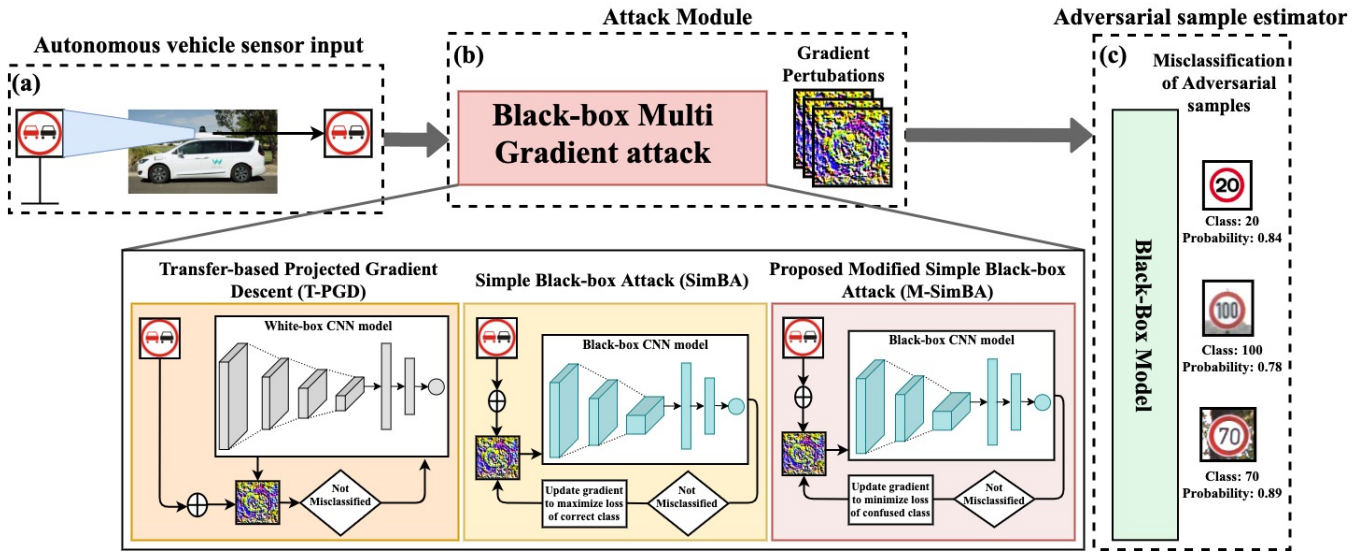 Autonomous vehicle sensor input
(a)
Attack Module
(b)
Black-box Multi
Gradient attack
Gradient
Pertubations
Adversarial sample estimator
(c)
Misclassification
of Adversarial
samples
Black-Box Model
20
Class: 20
Probability: 0.84
100
Class: 100
Probability: 0.78
70
Class: 70
Probability: 0.89
Transfer-based Projected Gradient
Descent (T-PGD)
White-box CNN model
Not
Misclassified
Simple Black-box Attack (SimBA)
Black-box CNN model
Update gradient
to maximize loss
of correct class
Not
Misclassified
Proposed Modified Simple Black-box
Attack (M-SimBA)
Black-box CNN model
Update gradient
to minimize loss
of confused class
Not
Misclassified